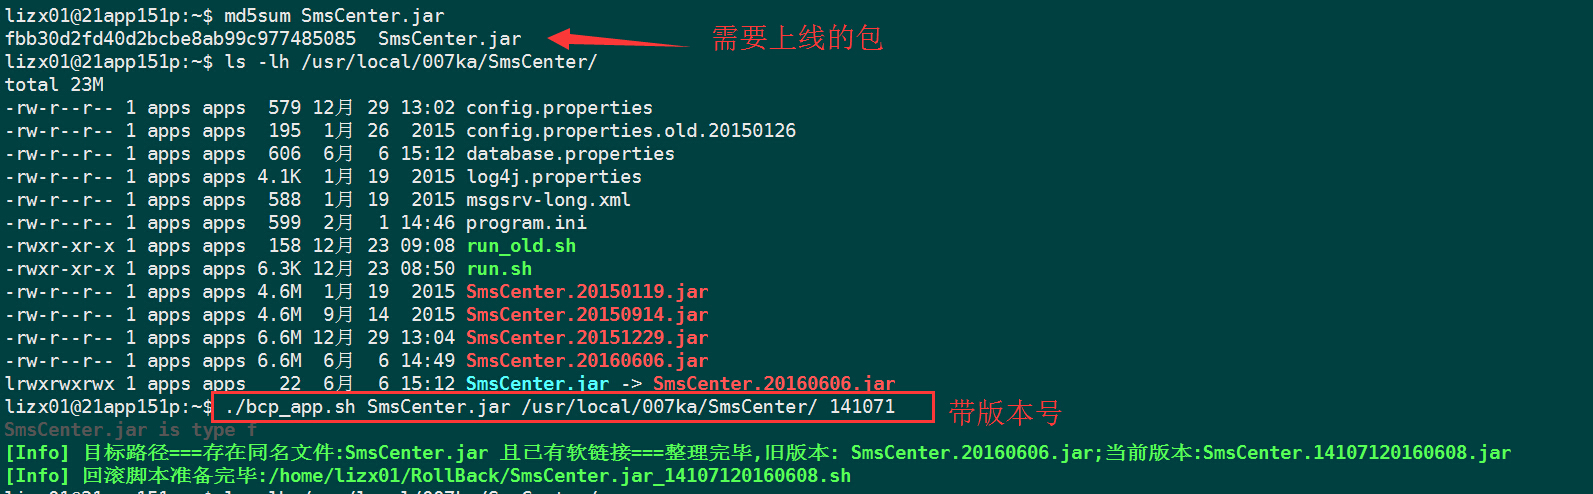 lizx01@21app151p:~$ md5sum SmsCenter.jar
fbb30d2fd40d2bcbe8ab99c977485085  SmsCenter.jar
需要上线的包
lizx01@21app151p:~$ ls -lh /usr/local/007ka/SmsCenter/
total 23M
-rw-r--r-- 1 apps apps  579 12月 29 13:02 config.properties
-rw-r--r-- 1 apps apps  195  1月 26  2015 config.properties.old.20150126
-rw-r--r-- 1 apps apps  606  6月  6 15:12 database.properties
-rw-r--r-- 1 apps apps 4.1K  1月 19  2015 log4j.properties
-rw-r--r-- 1 apps apps  588  1月 19  2015 msgsrv-long.xml
-rw-r--r-- 1 apps apps  599  2月  1 14:46 program.ini
-rwxr-xr-x 1 apps apps  158 12月 23 09:08 run_old.sh
-rwxr-xr-x 1 apps apps 6.3K 12月 23 08:50 run.sh
-rw-r--r-- 1 apps apps 4.6M  1月 19  2015 SmsCenter.20150119.jar
-rw-r--r-- 1 apps apps 4.6M  9月 14  2015 SmsCenter.20150914.jar
-rw-r--r-- 1 apps apps 6.6M 12月 29 13:04 SmsCenter.20151229.jar
-rw-r--r-- 1 apps apps 6.6M  6月  6 14:49 SmsCenter.20160606.jar
lrwxrwxrwx 1 apps apps   22  6月  6 15:12 SmsCenter.jar -> SmsCenter.20160606.jar
lizx01@21app151p:~$ ./bcp_app.sh SmsCenter.jar /usr/local/007ka/SmsCenter/ 141071
带版本号
SmsCenter.jar is type f
[Info] 目标路径===存在同名文件:SmsCenter.jar 且已有软链接===整理完毕,旧版本: SmsCenter.20160606.jar;当前版本:SmsCenter.14107120160608.jar
[Info] 回滚脚本准备完毕:/home/lizx01/RollBack/SmsCenter.jar_14107120160608.sh